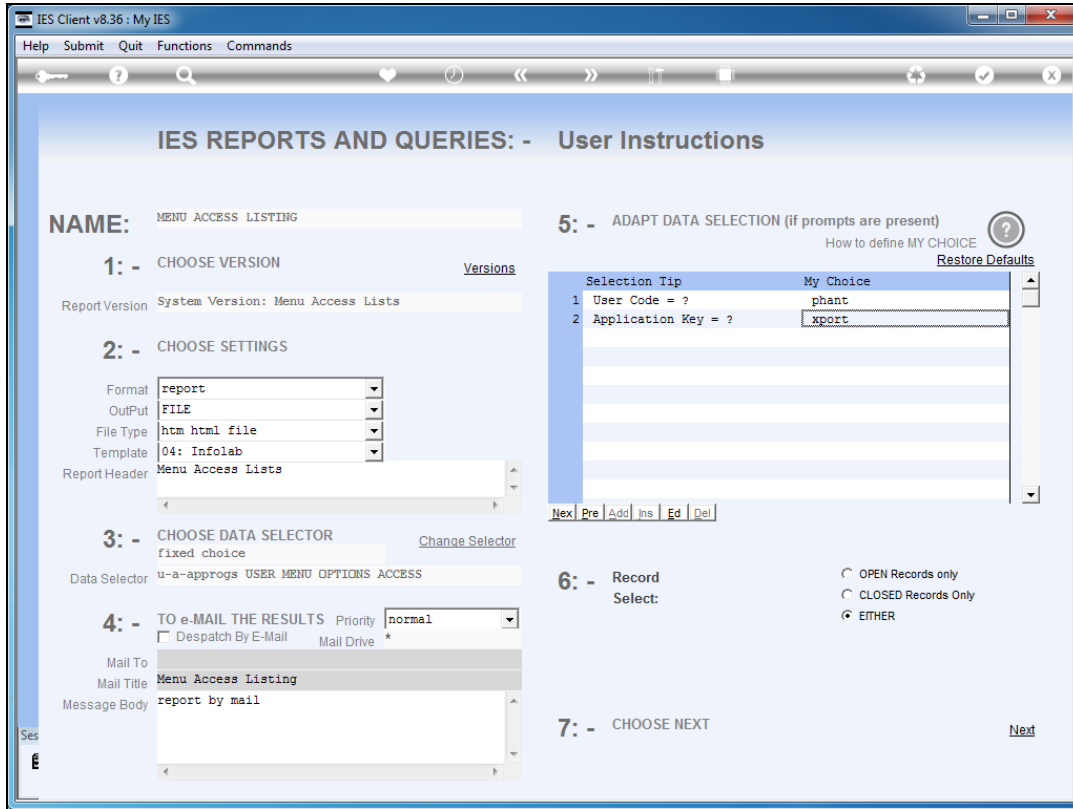 IES Client v8.36 : My IES
Help Submit Quit Functions Commands
IES REPORTS AND QUERIES: - User Instructions
NAME: MENU ACCESS LISTING
1: - CHOOSE VERSION Versions
Report Version System Version: Menu Access Lists
2: - CHOOSE SETTINGS
Format report
OutPut FILE
File Type htm html file
Template 04: Infolab
Report Header Menu Access Lists
3: - CHOOSE DATA SELECTOR Change Selector
fixed choice
Data Selector u-a-approgs USER MENU OPTIONS ACCESS
4: - TO e-MAIL THE RESULTS Priority normal
Despatch By E-Mail Mail Drive *
Mail To
Mail Title Menu Access Listing
Message Body report by mail
5: - ADAPT DATA SELECTION (if prompts are present)
How to define MY CHOICE
Restore Defaults
Selection Tip My Choice
1 User Code = ? phant
2 Application Key = ? xport
Nex Pre Add Ins Ed Del
6: - Record Select:
OPEN Records only
CLOSED Records Only
EITHER
7: - CHOOSE NEXT Next
Ses